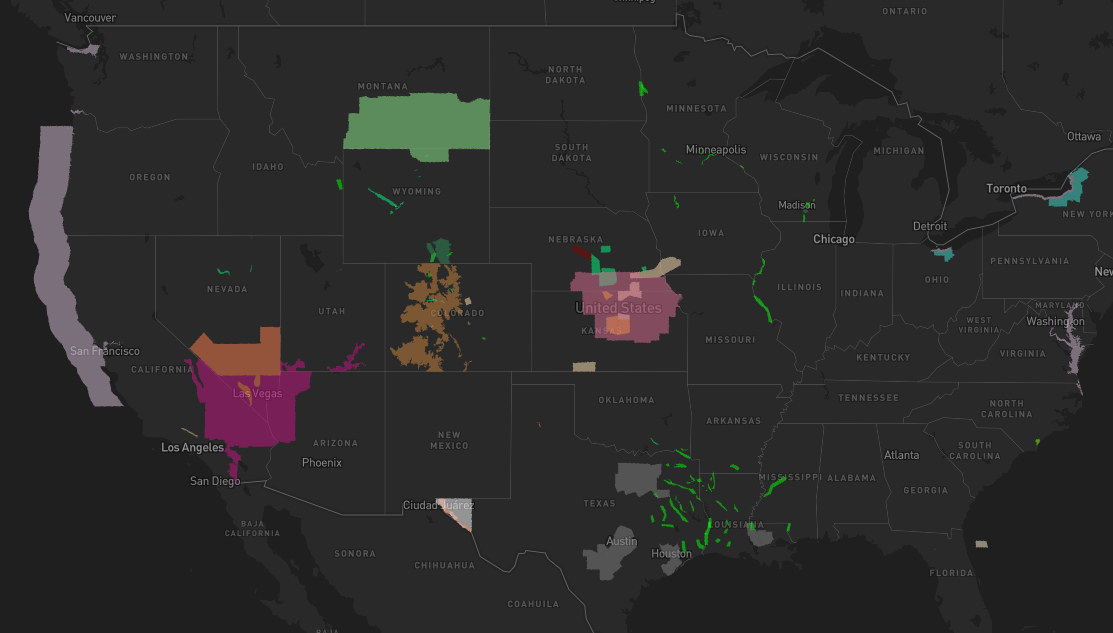 Winnipeg
ONTARIO
Vancouver
WASHINGTON
MONTANA
NORTH
DAKOTA
MINNESOTA
Ottawa
Minneapolis
WISCONSIN
MICHIGAN
SOUTH
DAKOTA
IDAHO
OREGON
WYOMING
Toronto
NEW YORK
Madison
Detroit
IOWA
Chicago
NEBRASKA
PENNSYLVANIA
New
NEVADA
UTAH
COLORADO
United States
KANSAS
ILLINOIS
INDIANA
OHIO
MARYLAND
WEST
VIRGINIA
Washington
San Francisco
CALIFORNIA
MISSOURI
KENTUCKY
VIRGINIA
Las Vegas
OKLAHOMA
TENNESSEE
NORTH
CAROLINA
Los Angeles
ARIZONA
NEW
MEXICO
ARKANSAS
Phoenix
Atlanta
SOUTH
CAROLINA
San Diego
MISSISSIPPI
ALABAMA
GEORGIA
Ciudad Juárez
TEXAS
BAJA
CALIFORNIA
LOUISIANA
Austin
Houston
SONORA
CHIHUAHUA
FLORIDA
COAHUILA
BAJA